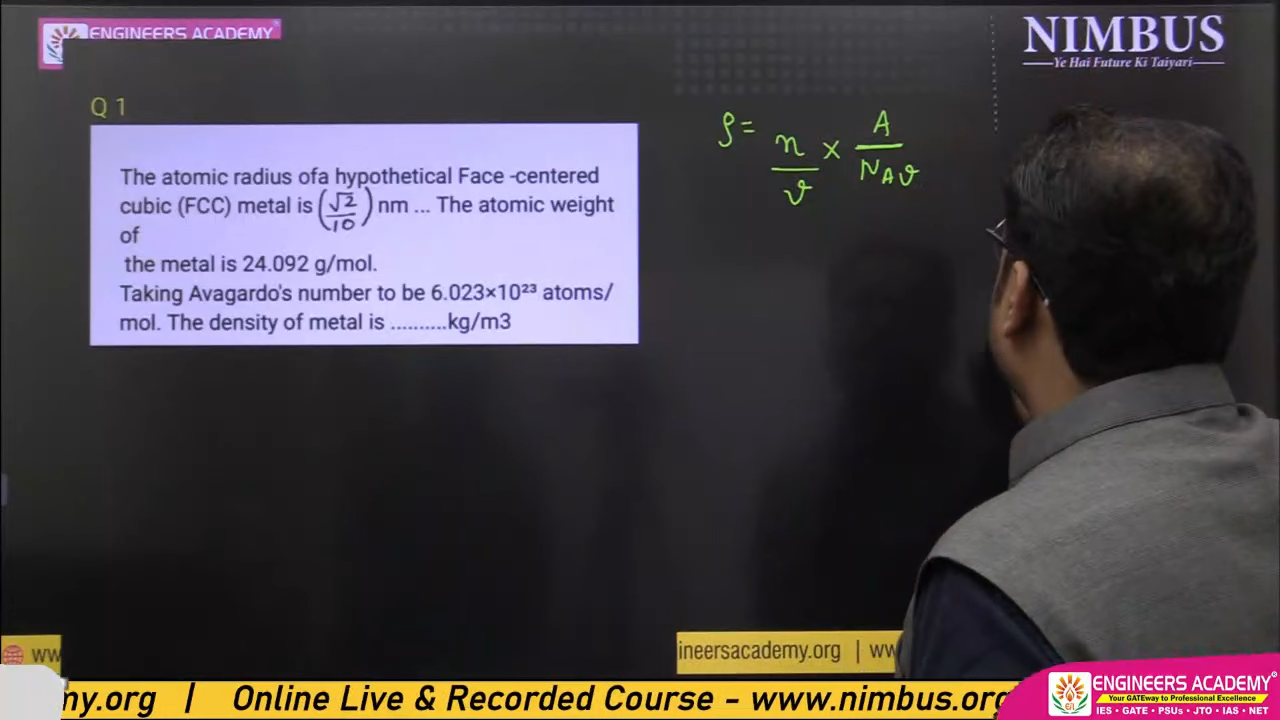 ENGINEERS ACADEMY
NIMBUS
Ye Hai Future Ki Taiyari
Q 1
The atomic radius ofa hypothetical Face -centered
cubic (FCC) metal is (√2/10) nm ... The atomic weight
of
the metal is 24.092 g/mol.
Taking Avagardo's number to be 6.023×10²³ atoms/
mol. The density of metal is ..........kg/m3
ρ = n/v × A/N_A v
ww
ineersacademy.org | ww
my.org | Online Live & Recorded Course - www.nimbus.org
ENGINEERS ACADEMY
Your GATEway to Professional Excellence
IES • GATE • PSUs • JTO • IAS • NET